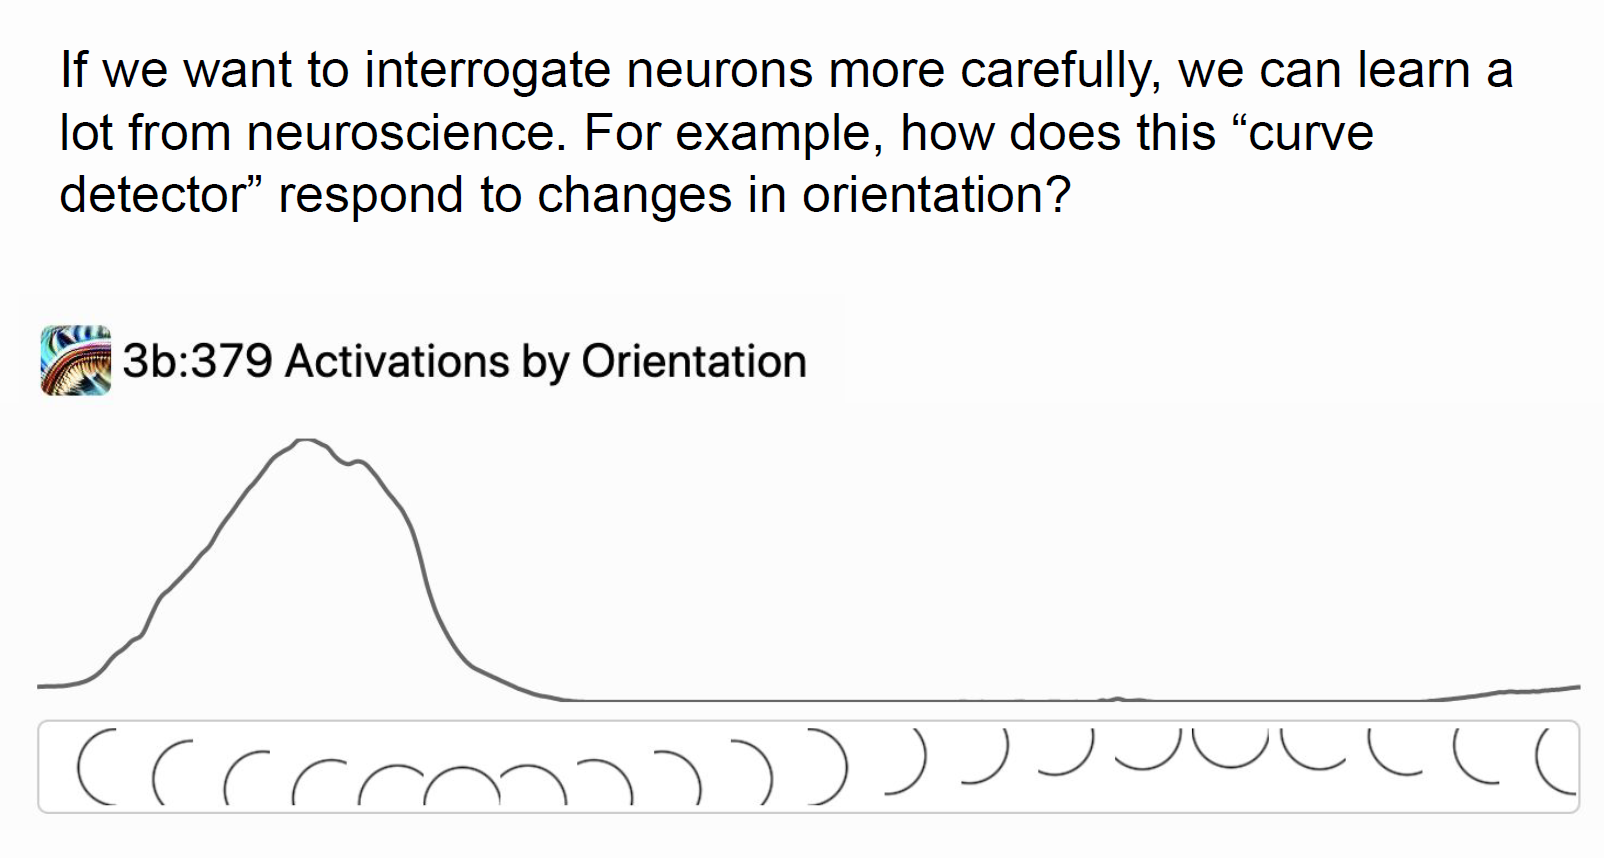 If we want to interrogate neurons more carefully, we can learn a
lot from neuroscience. For example, how does this “curve
detector” respond to changes in orientation?
3b:379 Activations by Orientation